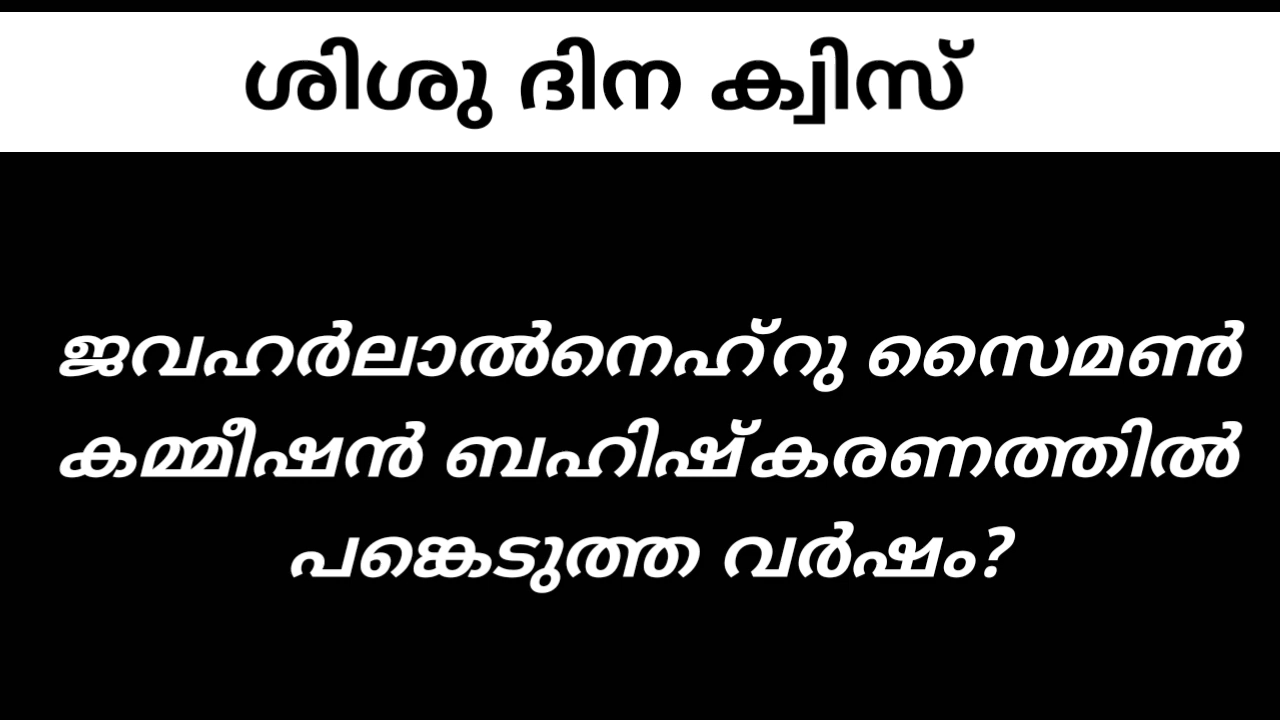 ശിശു ദിന ക്വിസ്
ജവഹർലാൽനെഹ്റു സൈമൺ
കമ്മീഷൻ ബഹിഷ്കരണത്തിൽ
പങ്കെടുത്ത വർഷം?